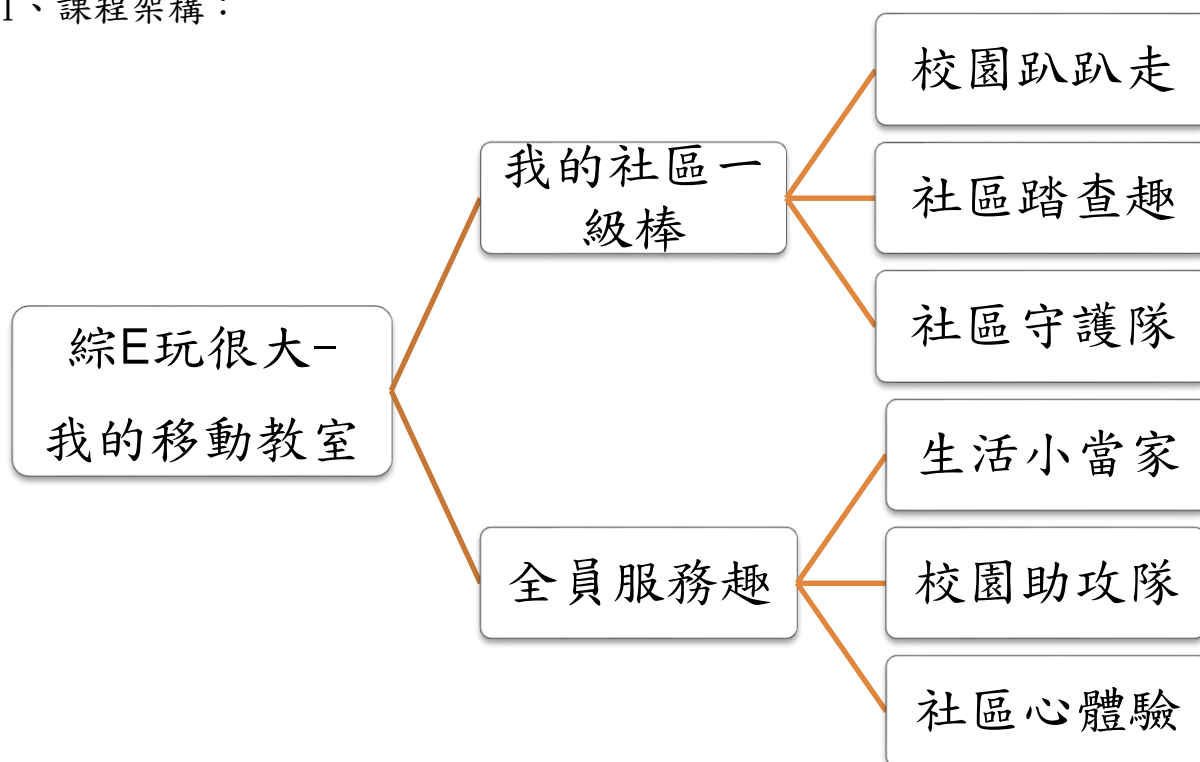 1、課程架構：
綜E玩很大-
我的移動教室
我的社區一
級棒
校園趴趴走
社區踏查趣
社區守護隊
全員服務趣
生活小當家
校園助攻隊
社區心體驗